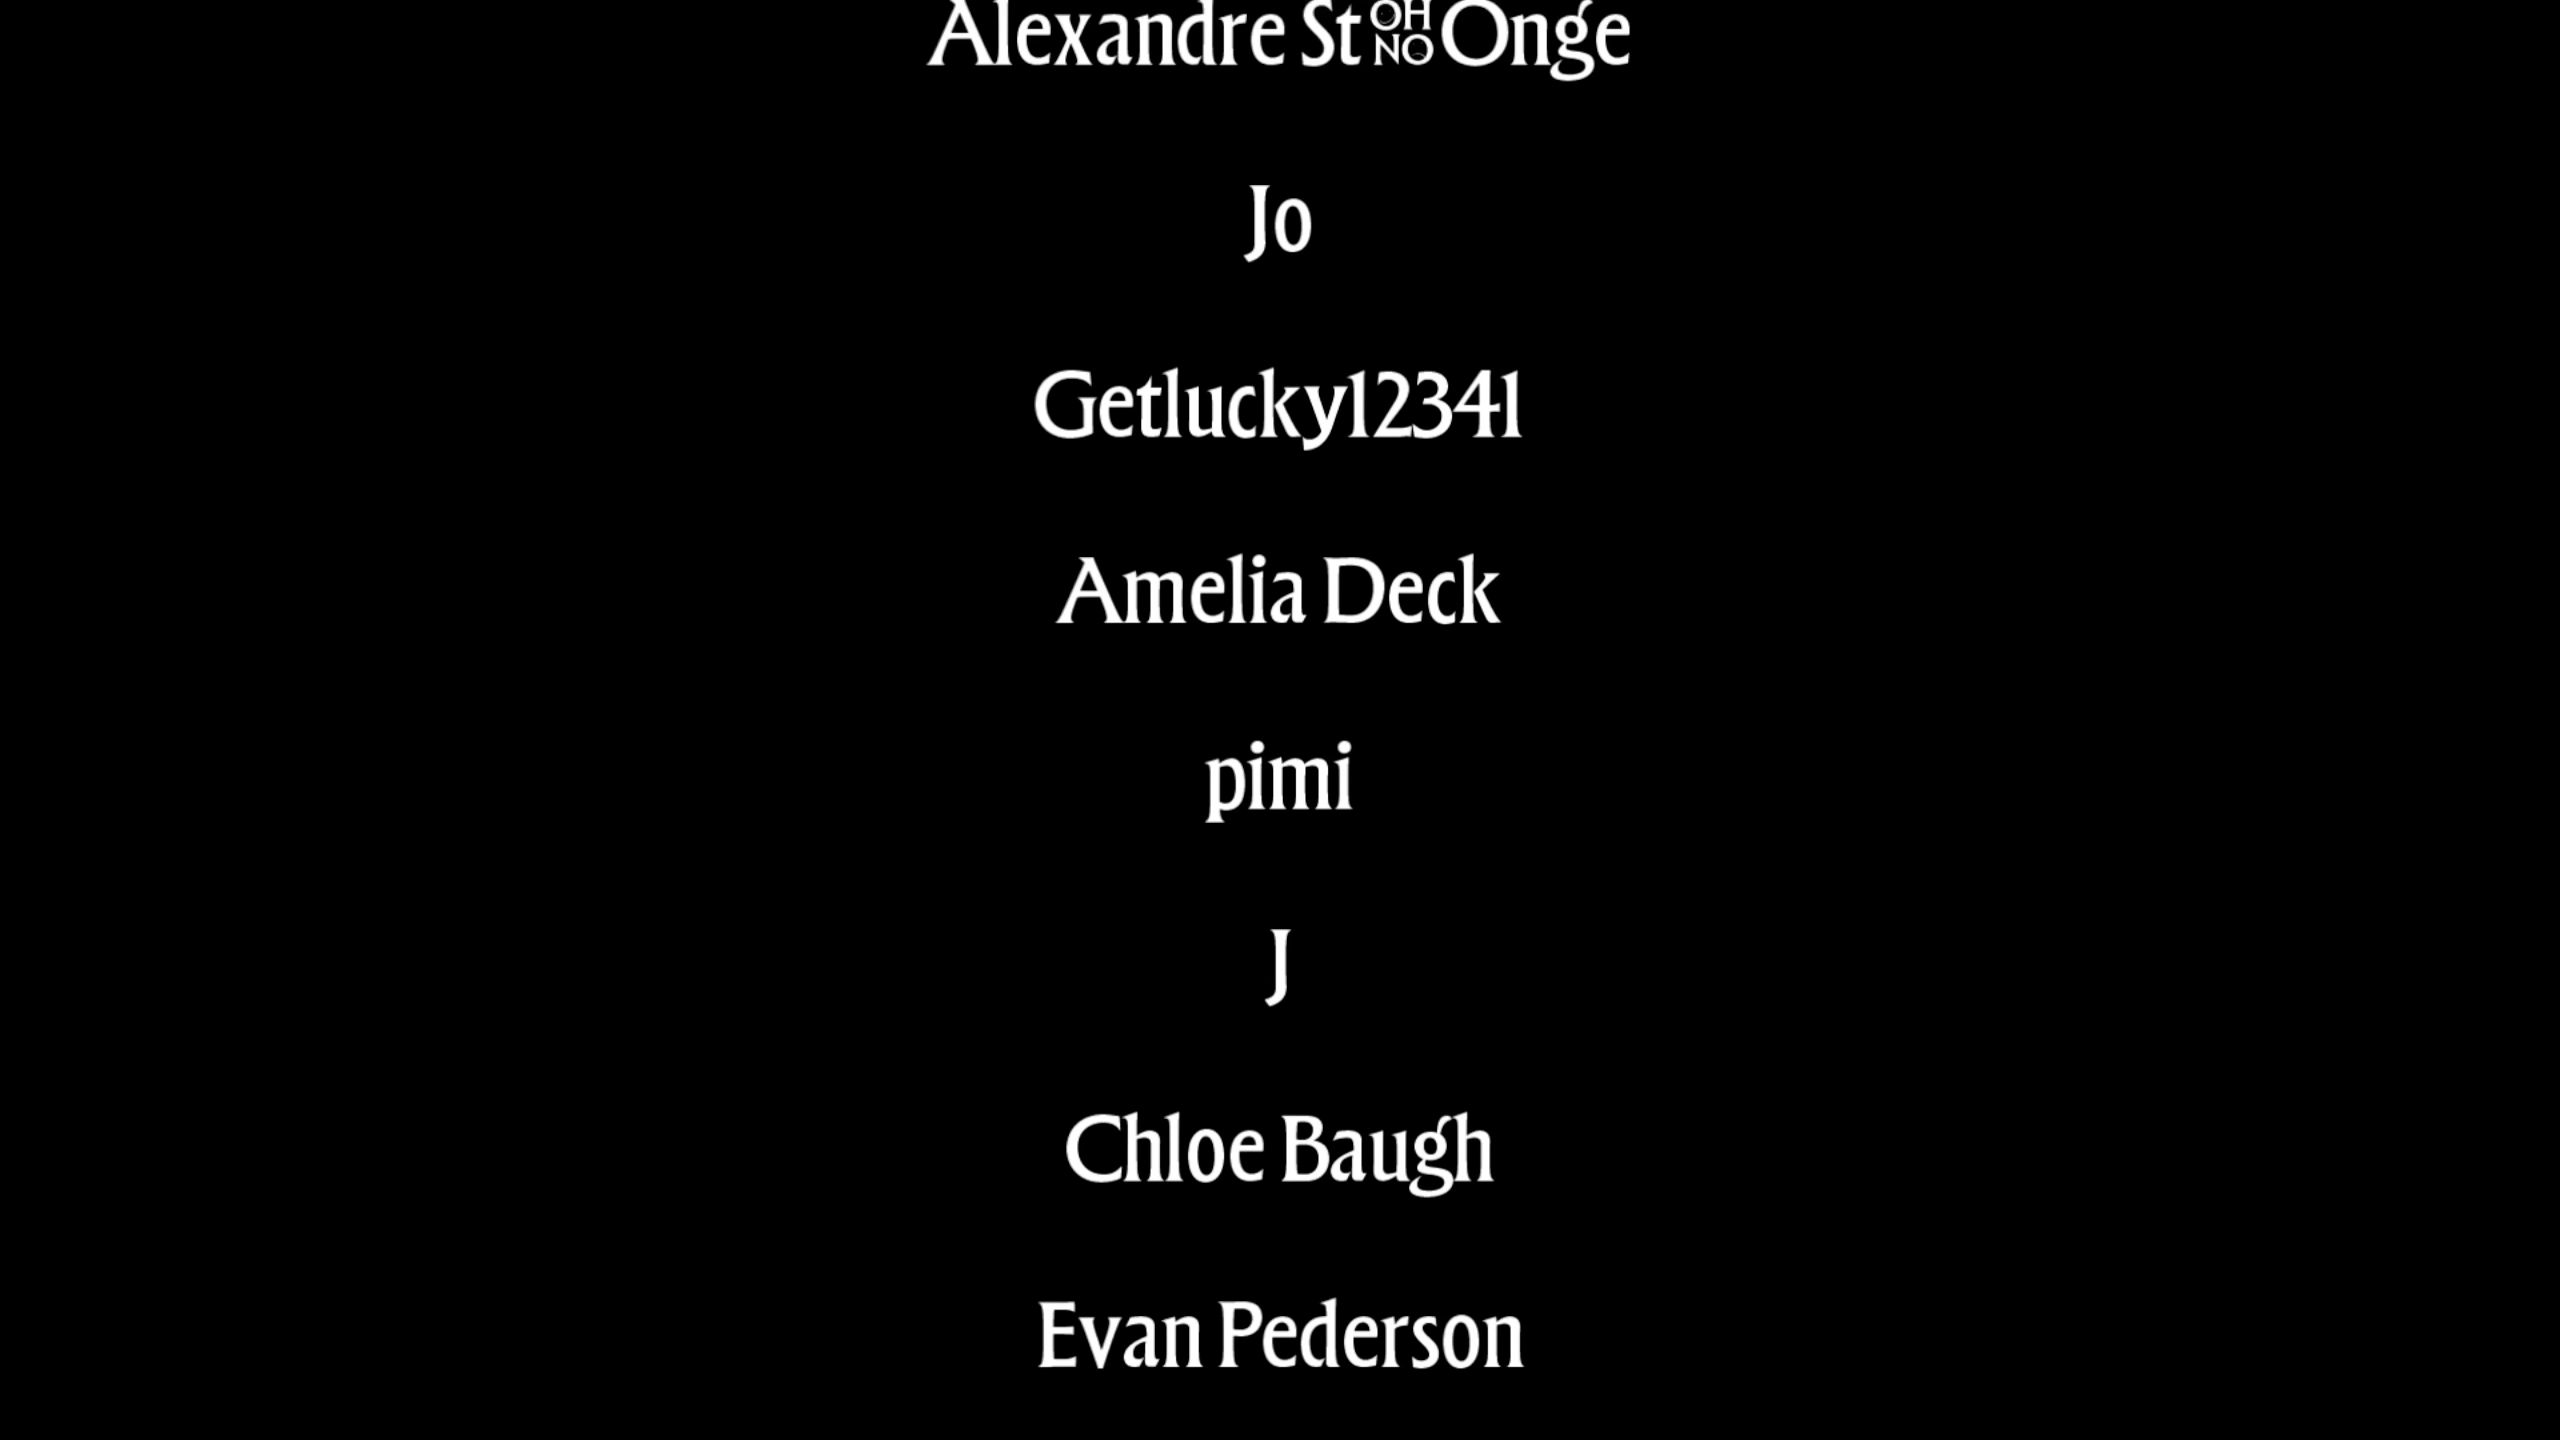 Alexandre St OH NO Onge
Jo
Getlucky12341
Amelia Deck
pimi
J
Chloe Baugh
Evan Pederson